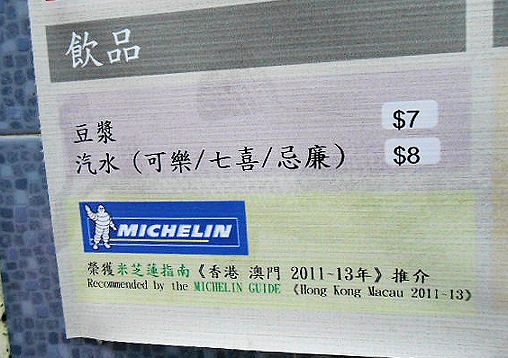 飲品
豆漿 $7
汽水 (可樂/七喜/忌廉) $8
MICHELIN
榮獲米芝蓮指南《香港 澳門 2011~13年》推介
Recommended by the MICHELIN GUIDE 《Hong Kong Macau 2011~13》